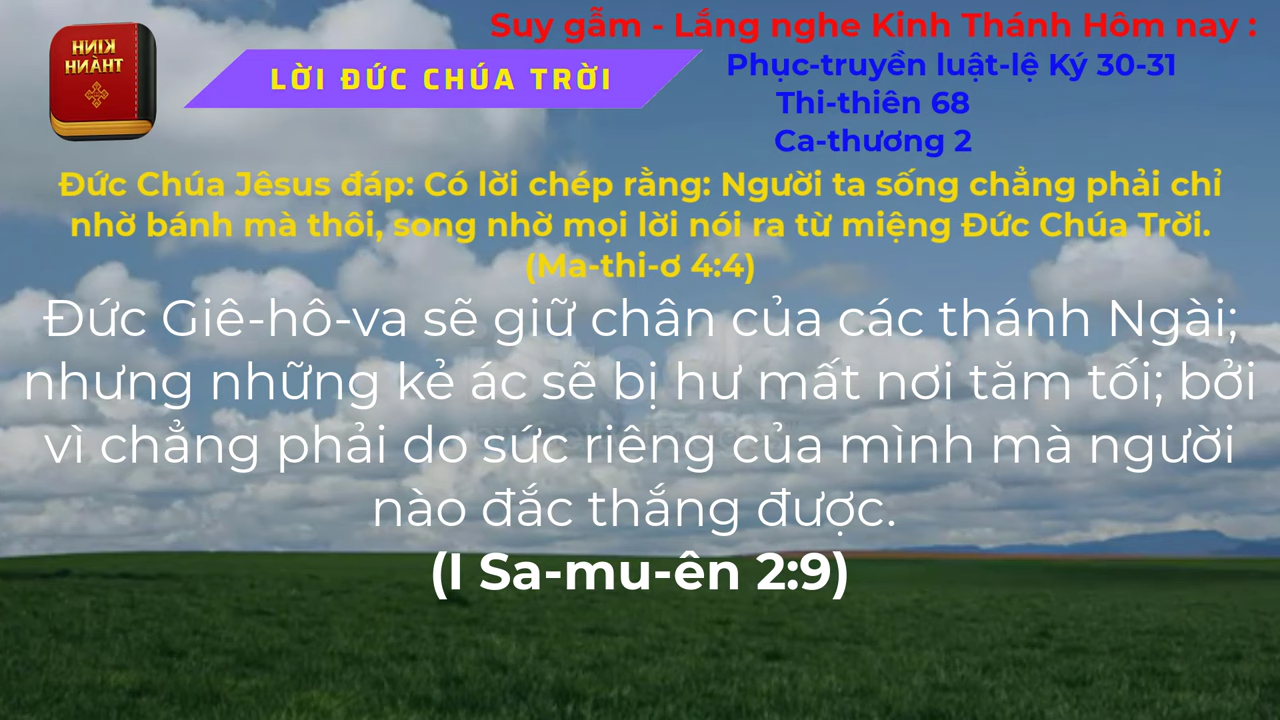 Suy gẫm - Lắng nghe Kinh Thánh Hôm nay :
KINH
THÁNH
LỜI ĐỨC CHÚA TRỜI
Phục-truyền luật-lệ Ký 30-31
Thi-thiên 68
Ca-thương 2
Đức Chúa Jêsus đáp: Có lời chép rằng: Người ta sống chẳng phải chỉ
nhờ bánh mà thôi, song nhờ mọi lời nói ra từ miệng Đức Chúa Trời.
(Ma-thi-ơ 4:4)
Đức Giê-hô-va sẽ giữ chân của các thánh Ngài;
nhưng những kẻ ác sẽ bị hư mất nơi tăm tối; bởi
vì chẳng phải do sức riêng của mình mà người
nào đắc thắng được.
(I Sa-mu-ên 2:9)